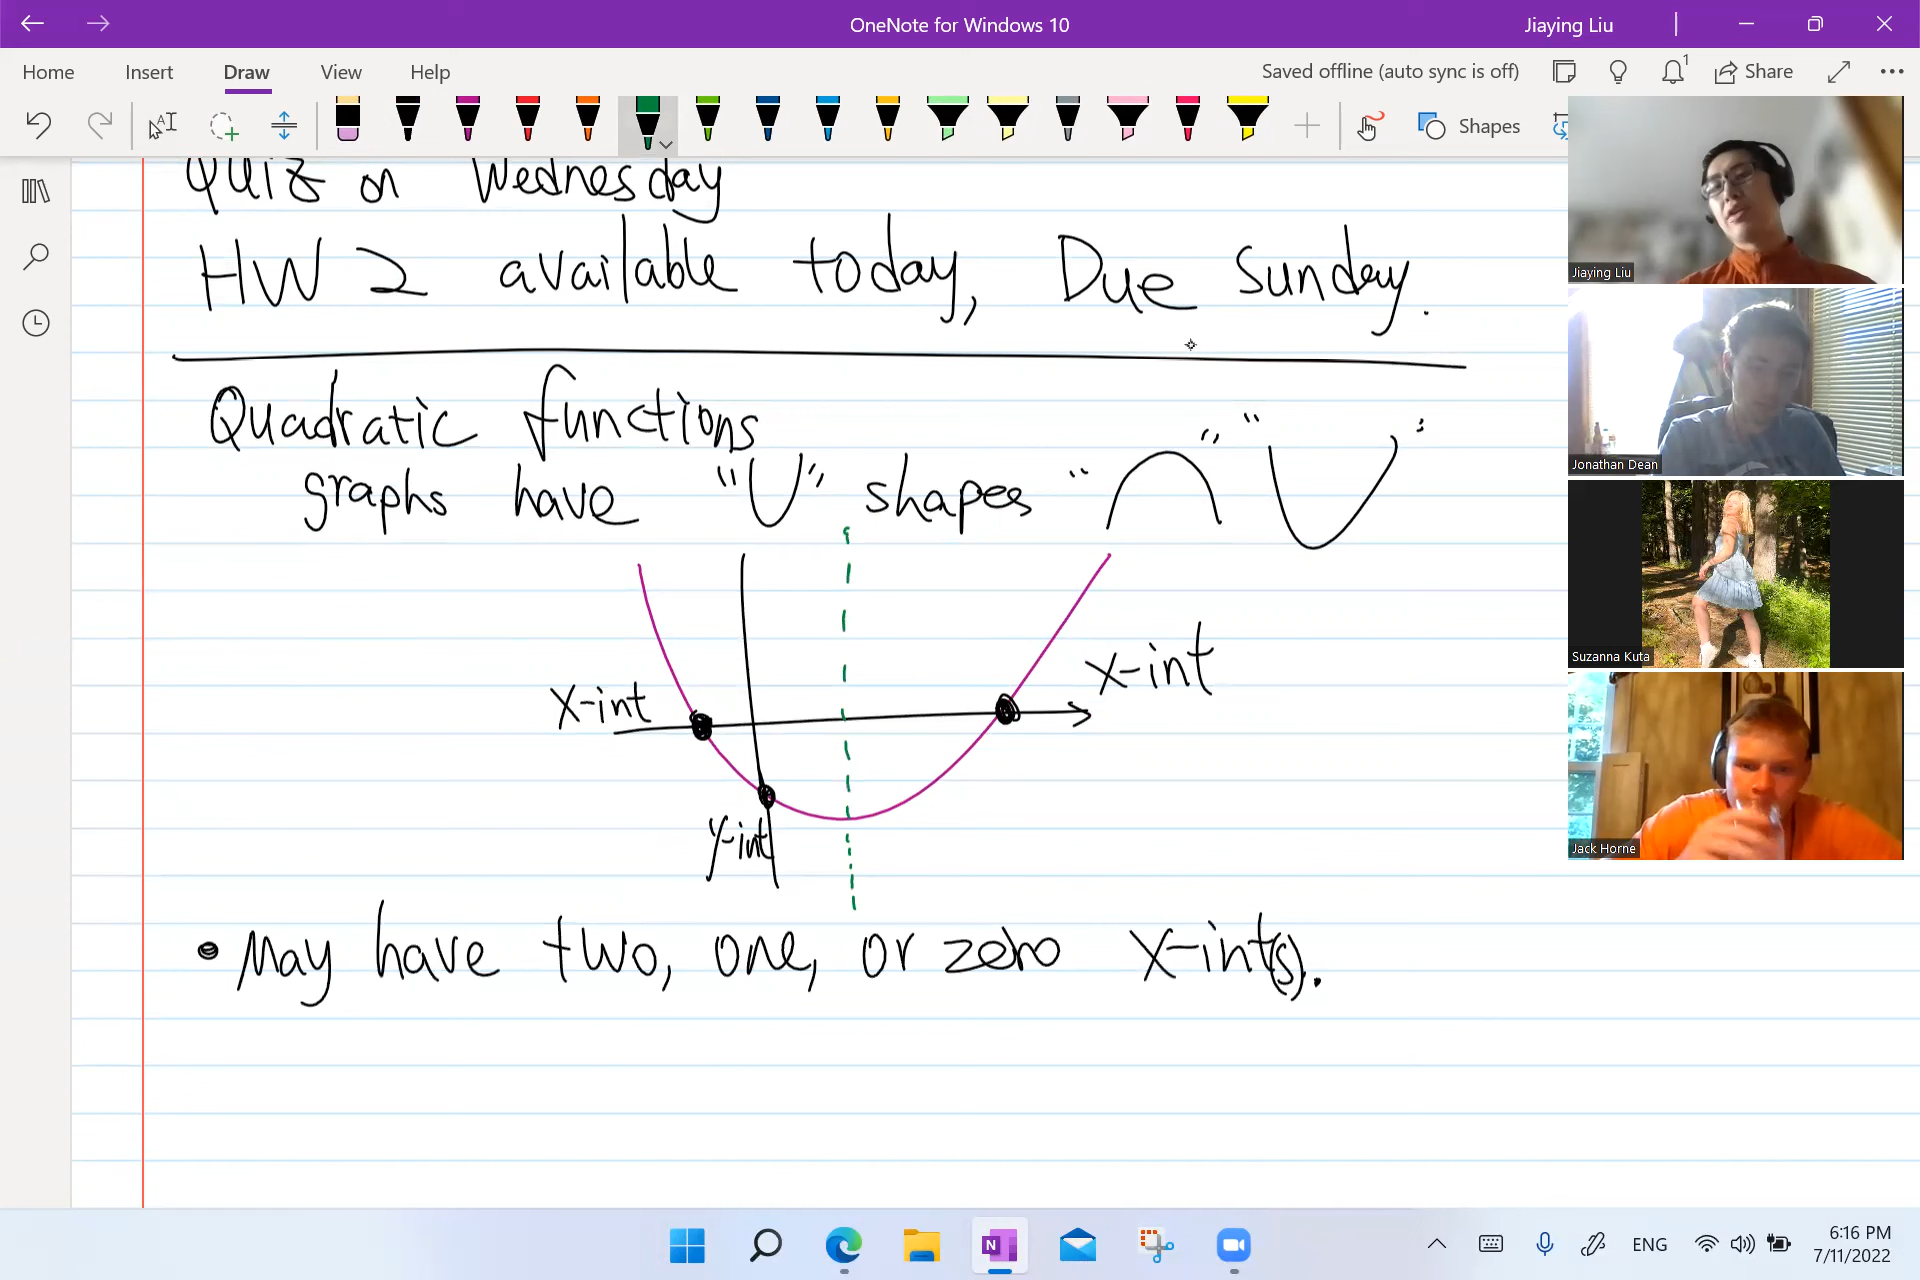 OneNote for Windows 10
Jiaying Liu
Home Insert Draw View Help
Saved offline (auto sync is off)
1
Share
Shapes
Quiz on Wednesday
HW 2 available today, Due Sunday.
Quadratic functions
graphs have "U" shapes "∩" "U"
x-int
x-int
y-int
• May have two, one, or zero x-int(s).
Jiaying Liu
Jonathan Dean
Suzanna Kuta
Jack Horne
ENG
6:16 PM
7/11/2022